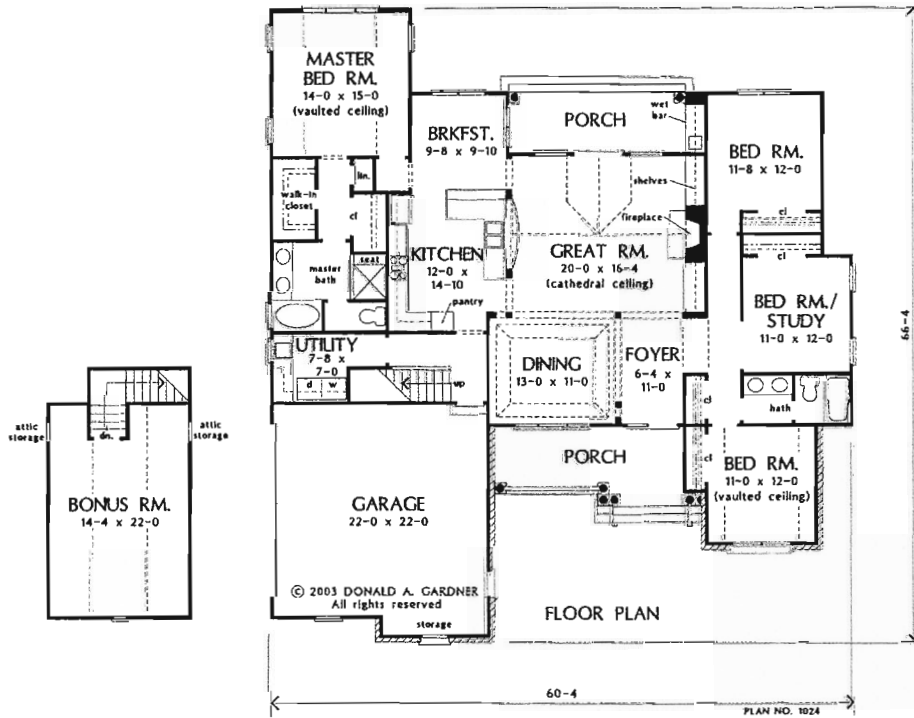 MASTER
BED RM.
14-0 x 15-0
(vaulted ceiling)
BRKFST.
9-8 x 9-10
PORCH
wet
bar
BED RM.
11-8 x 12-0
walk-in
closet
lin.
cl
shelves
fireplace
cl
cl
KITCHEN
12-0 x
14-10
GREAT RM.
20-0 x 16-4
(cathedral ceiling)
master
bath
seat
pantry
BED RM./
STUDY
11-0 x 12-0
UTILITY
7-8 x
7-0
d w
up
DINING
13-0 x 11-0
FOYER
6-4 x
11-0
cl
bath
66-4
attic
storage
attic
storage
dn.
BONUS RM.
14-4 x 22-0
GARAGE
22-0 x 22-0
PORCH
cl
BED RM.
11-0 x 12-0
(vaulted ceiling)
© 2003 DONALD A. GARDNER
All rights reserved
storage
FLOOR PLAN
60-4
PLAN NO. 1024